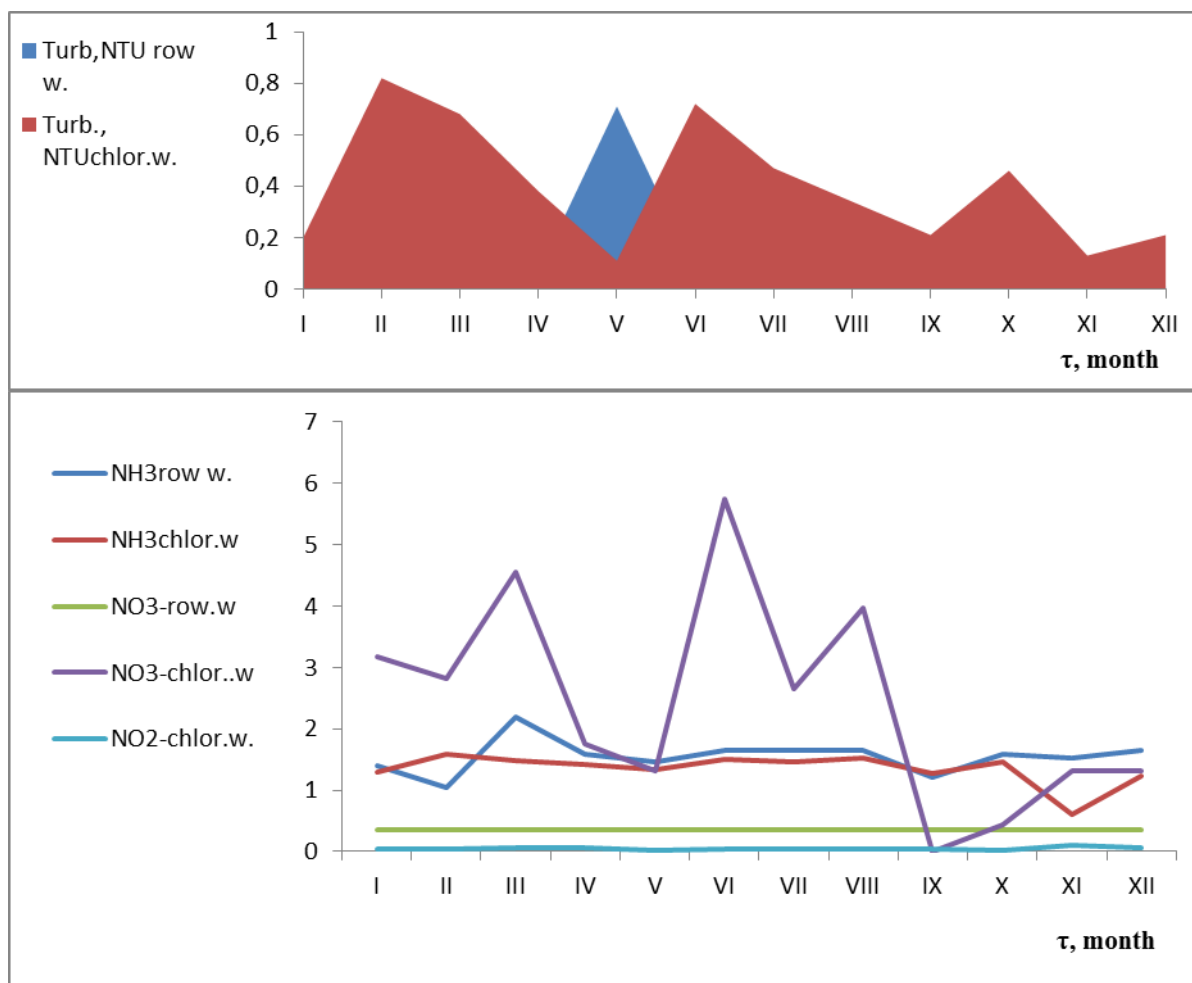 Turb,NTU row
w.
Turb.,
NTUchlor.w.
1
0,8
0,6
0,4
0,2
0
I II III IV V VI VII VIII IX X XI XII
τ, month
NH3row w.
NH3chlor.w
NO3-row.w
NO3-chlor..w
NO2-chlor.w.
7
6
5
4
3
2
1
0
I II III IV V VI VII VIII IX X XI XII
τ, month